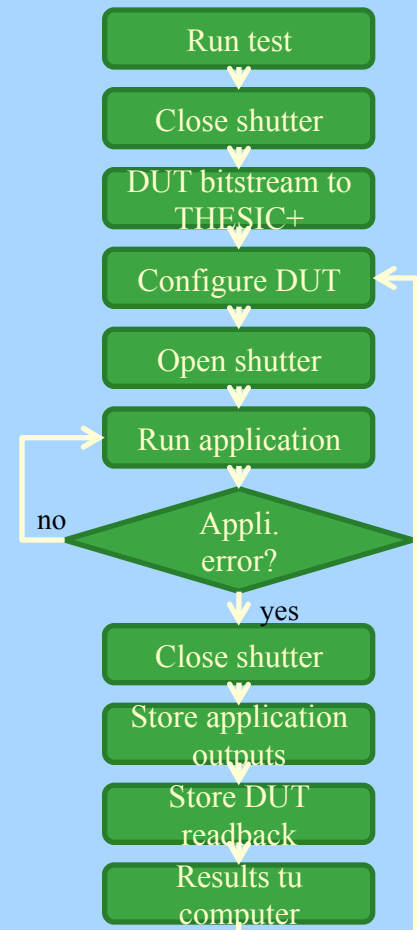 Run test
Close shutter
DUT bitstream to
THESIC+
Configure DUT
Open shutter
Run application
no
Appli.
error?
yes
Close shutter
Store application
outputs
Store DUT
readback
Results tu
computer